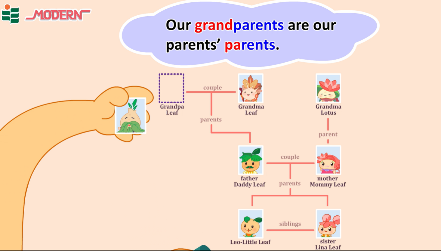 MODERN
Our grandparents are our
parents' parents.
couple
Grandpa
Leaf
Grandma
Leaf
Grandma
Lotus
parents
parent
couple
father
Daddy Leaf
mother
Mommy Leaf
parents
siblings
Leo-Little Leaf
sister
Lina Leaf